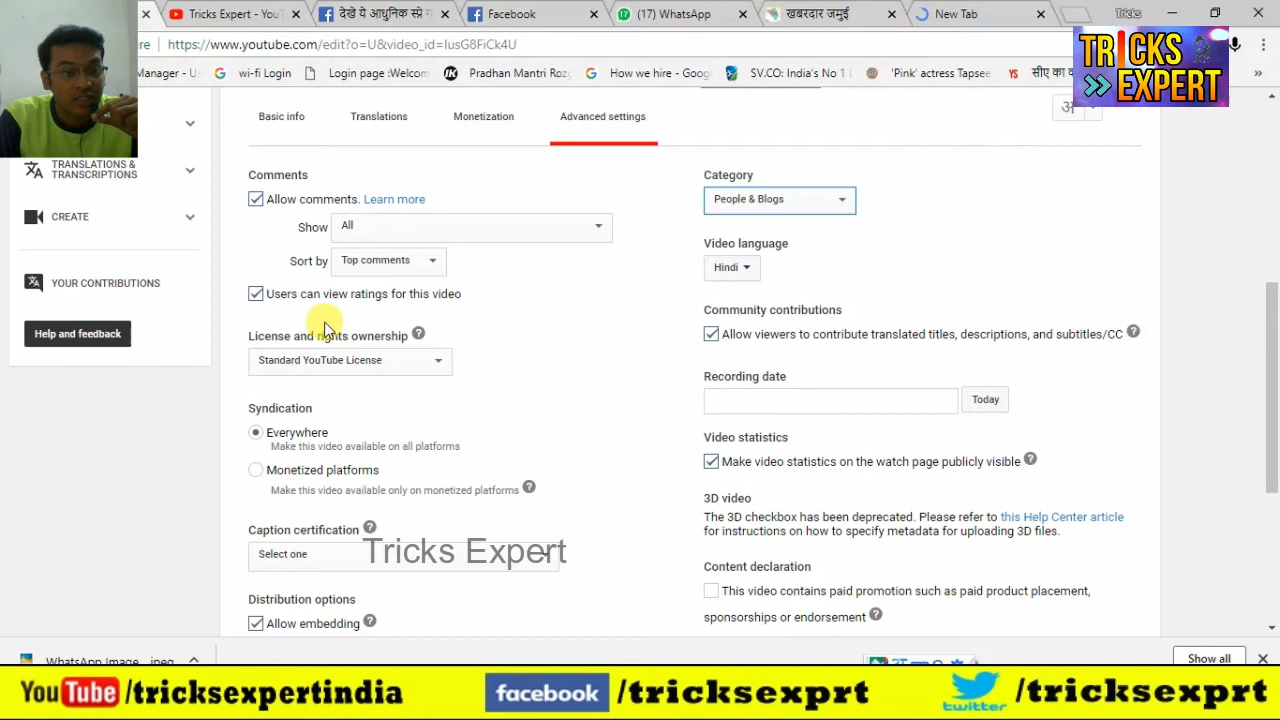 Tricks Expert - You
देखे ये आधुनिक स्प्रे ग
Facebook
(17) WhatsApp
खबरदार जमुई
New Tab
Tricks
re
https://www.youtube.com/edit?o=U&video_id=IusG8FiCk4U
Manager - Us
wi-fi Login
Login page :Welcom
Pradhan Mantri Rozg
How we hire - Goog
SV.CO: India's No 1
'Pink' actress Tapsee
सीए का
TRICKS
>> EXPERT
Basic info
Translations
Monetization
Advanced settings
अ
TRANSLATIONS &
TRANSCRIPTIONS
CREATE
YOUR CONTRIBUTIONS
Help and feedback
Comments
Allow comments. Learn more
Show All
Sort by Top comments
Users can view ratings for this video
License and rights ownership ?
Standard YouTube License
Syndication
Everywhere
Make this video available on all platforms
Monetized platforms
Make this video available only on monetized platforms ?
Caption certification ?
Select one
Tricks Expert
Distribution options
Allow embedding ?
Category
People & Blogs
Video language
Hindi
Community contributions
Allow viewers to contribute translated titles, descriptions, and subtitles/CC ?
Recording date
Today
Video statistics
Make video statistics on the watch page publicly visible ?
3D video
The 3D checkbox has been deprecated. Please refer to this Help Center article
for instructions on how to specify metadata for uploading 3D files.
Content declaration
This video contains paid promotion such as paid product placement,
sponsorships or endorsement ?
WhatsApp Image ....jpeg
Show all
YouTube /tricksexpertindia
facebook /tricksexprt
twitter /tricksexprt